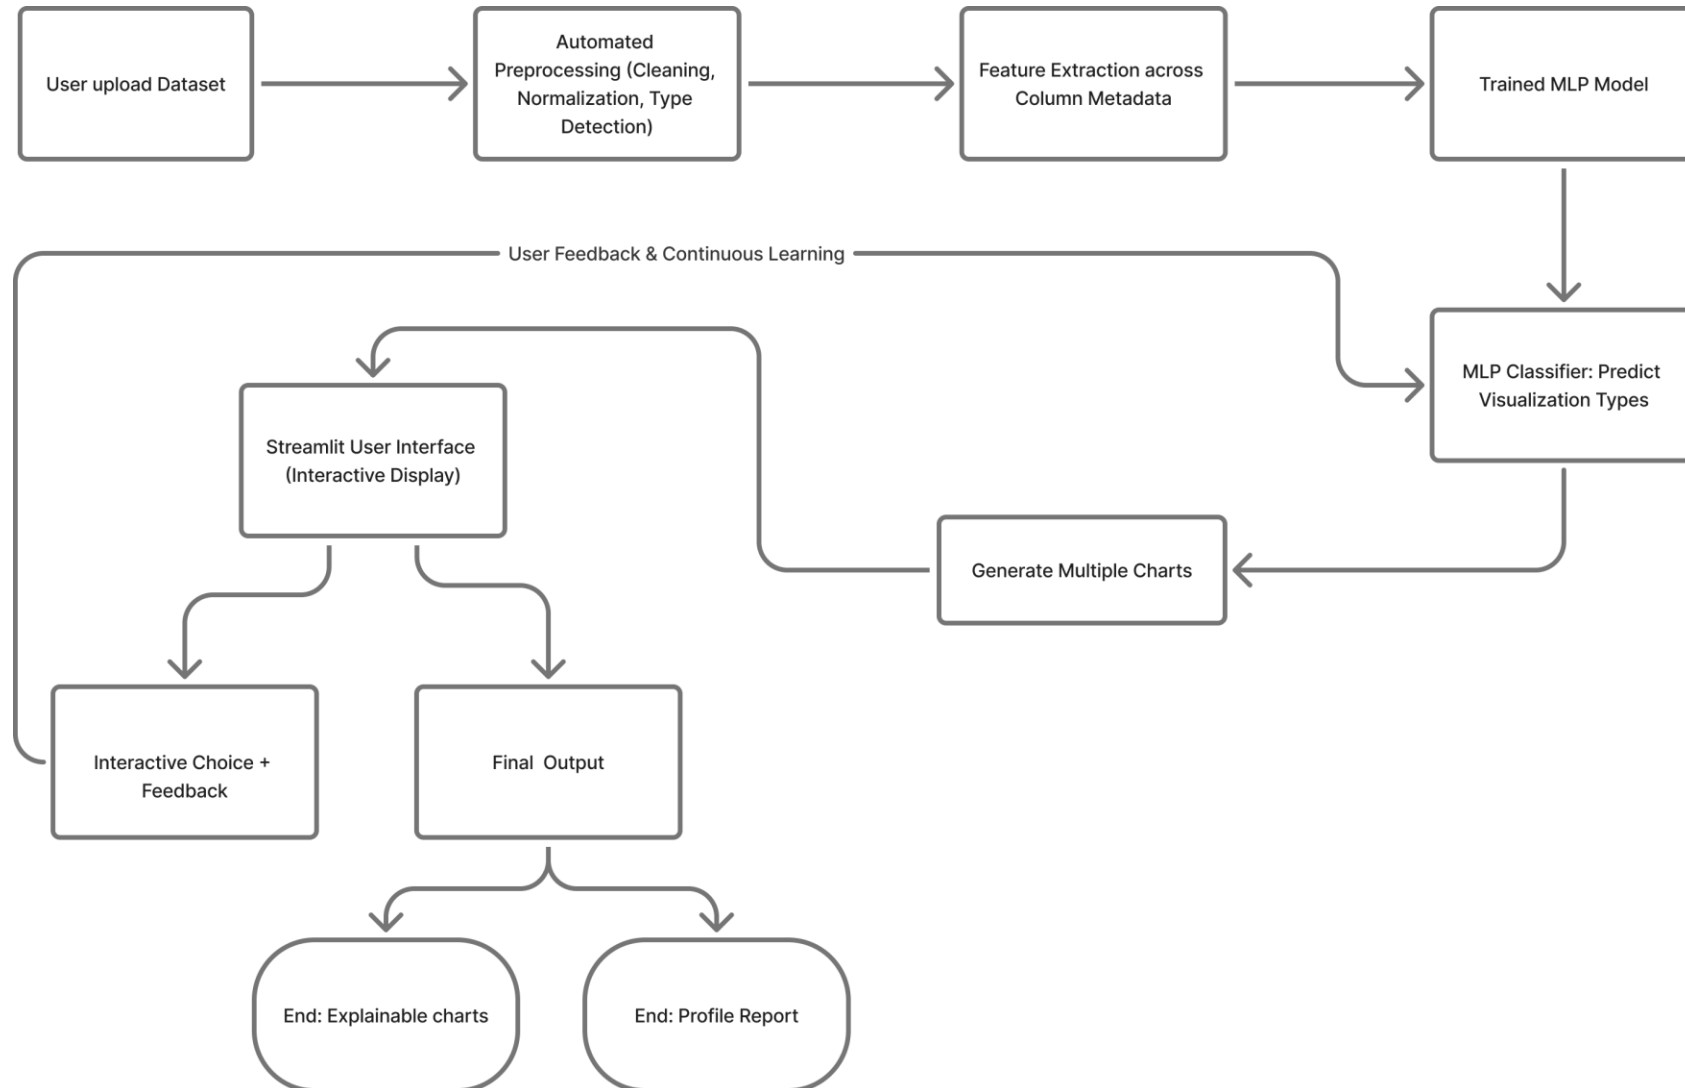 User upload Dataset
Automated
Preprocessing (Cleaning,
Normalization, Type
Detection)
Feature Extraction across
Column Metadata
Trained MLP Model
User Feedback & Continuous Learning
MLP Classifier: Predict
Visualization Types
Streamlit User Interface
(Interactive Display)
Generate Multiple Charts
Interactive Choice +
Feedback
Final  Output
End: Explainable charts
End: Profile Report